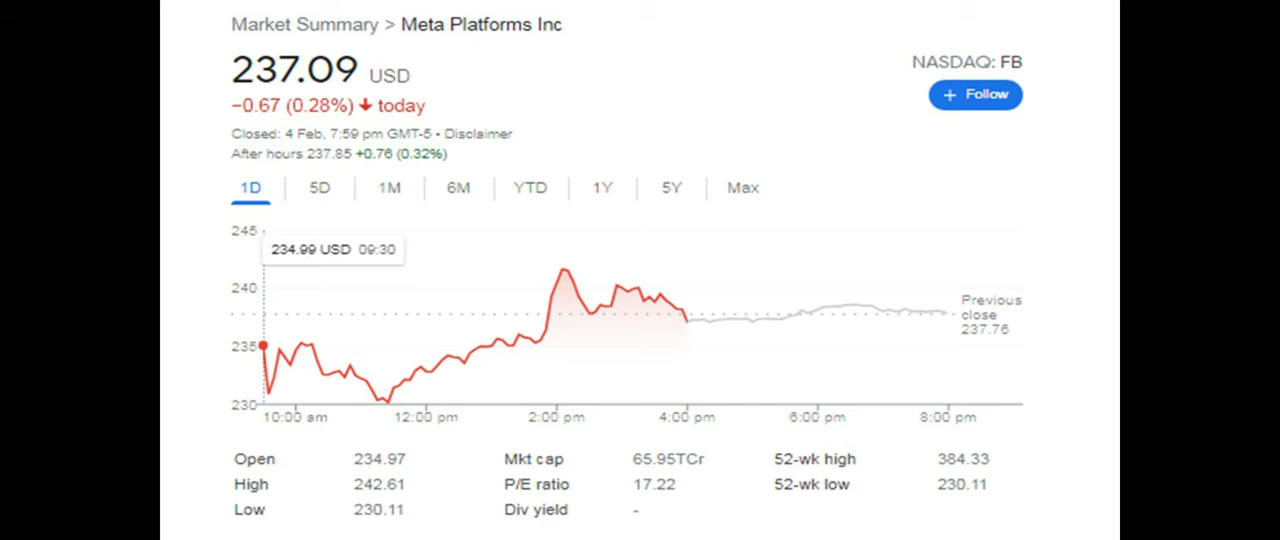 Market Summary > Meta Platforms Inc
237.09 USD
NASDAQ: FB
−0.67 (0.28%) ↓ today
+ Follow
Closed: 4 Feb, 7:59 pm GMT-5 • Disclaimer
After hours 237.85 +0.76 (0.32%)
1D 5D 1M 6M YTD 1Y 5Y Max
245
234.99 USD 09:30
240
Previous
close
237.76
235
230
10:00 am 12:00 pm 2:00 pm 4:00 pm 6:00 pm 8:00 pm
Open 234.97 Mkt cap 65.95TCr 52-wk high 384.33
High 242.61 P/E ratio 17.22 52-wk low 230.11
Low 230.11 Div yield -